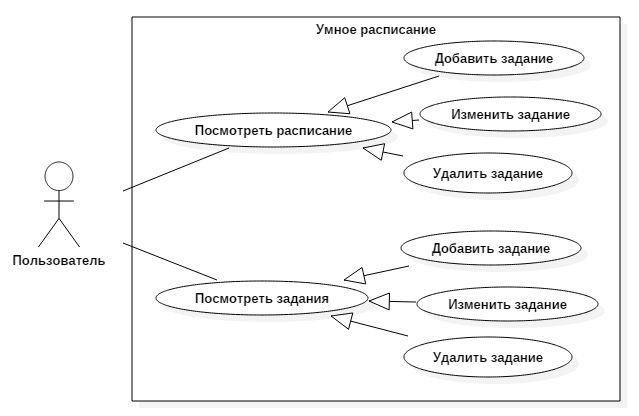 Умное расписание
Добавить задание
Изменить задание
Посмотреть расписание
Удалить задание
Пользователь
Добавить задание
Посмотреть задания
Изменить задание
Удалить задание